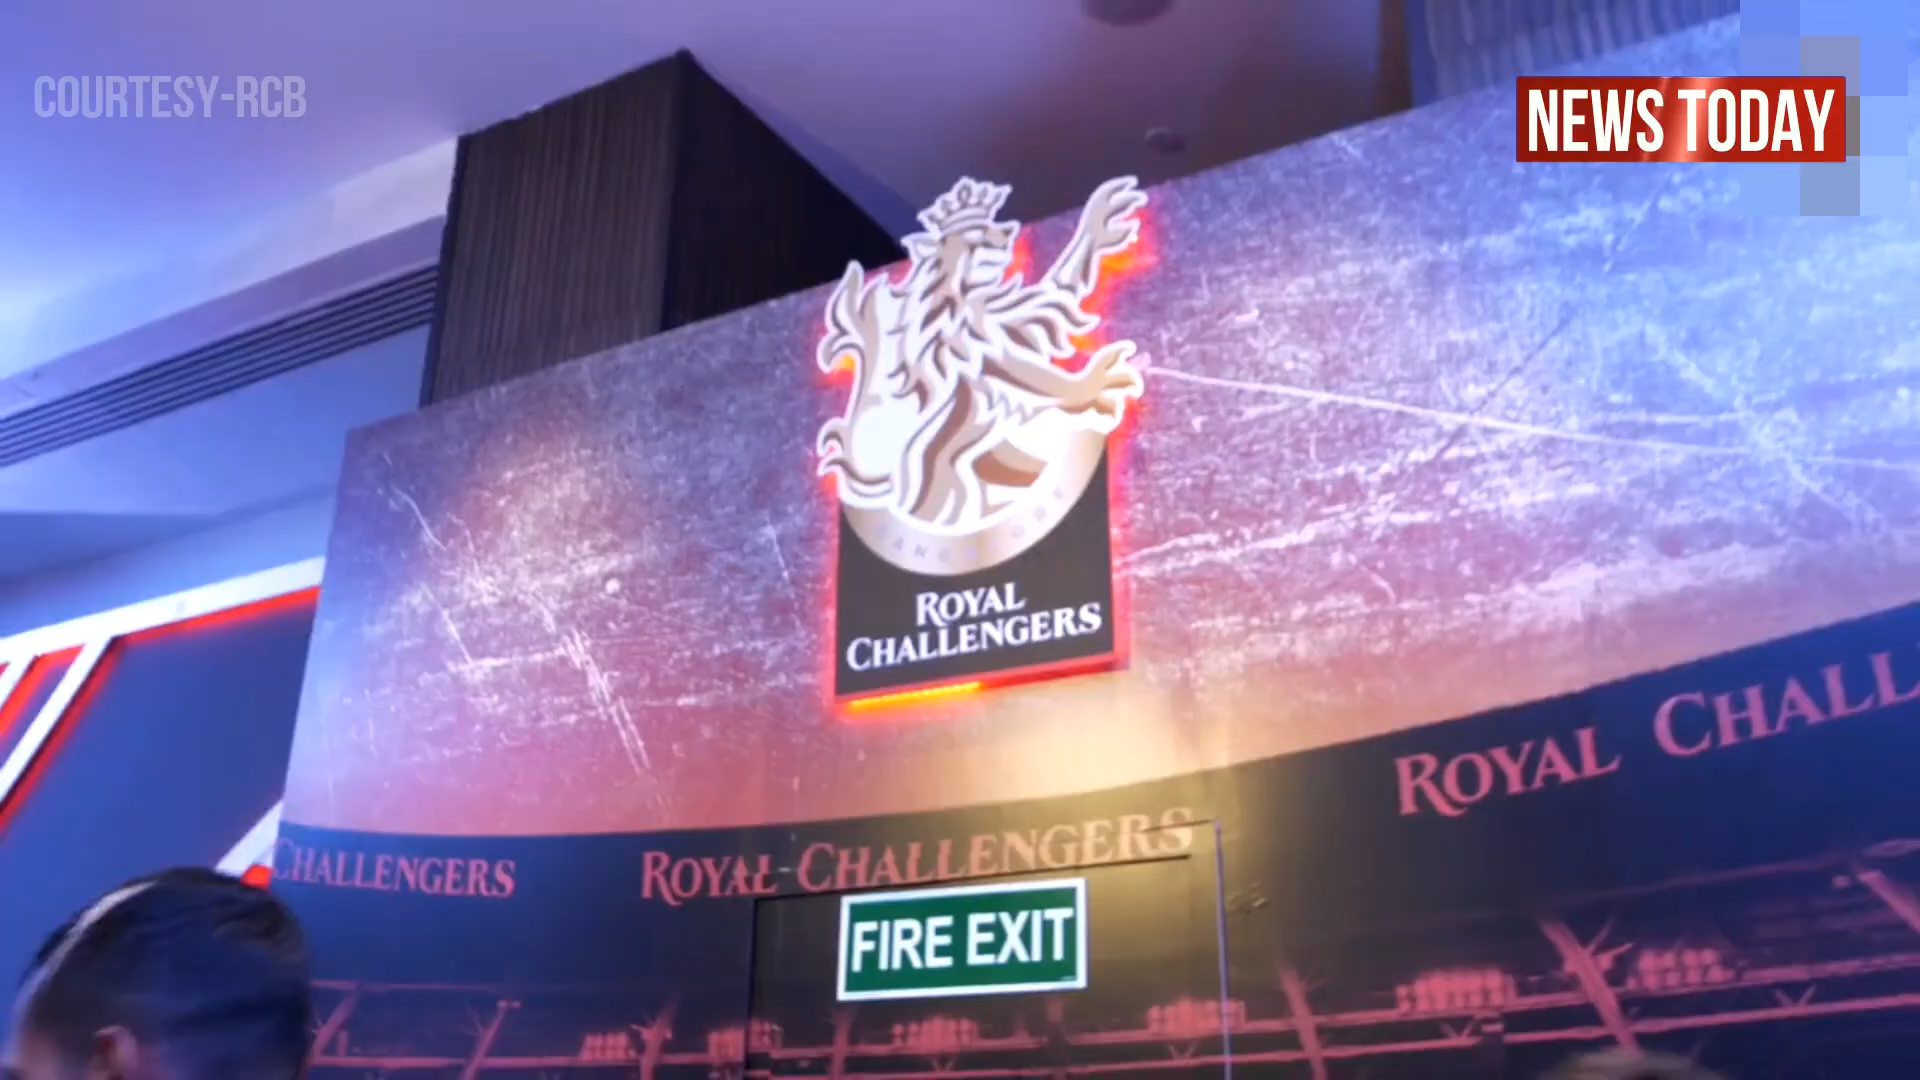 COURTESY-RCB
NEWS TODAY
ROYAL
CHALLENGERS
ROYAL CHALL
CHALLENGERS
ROYAL CHALLENGERS
FIRE EXIT